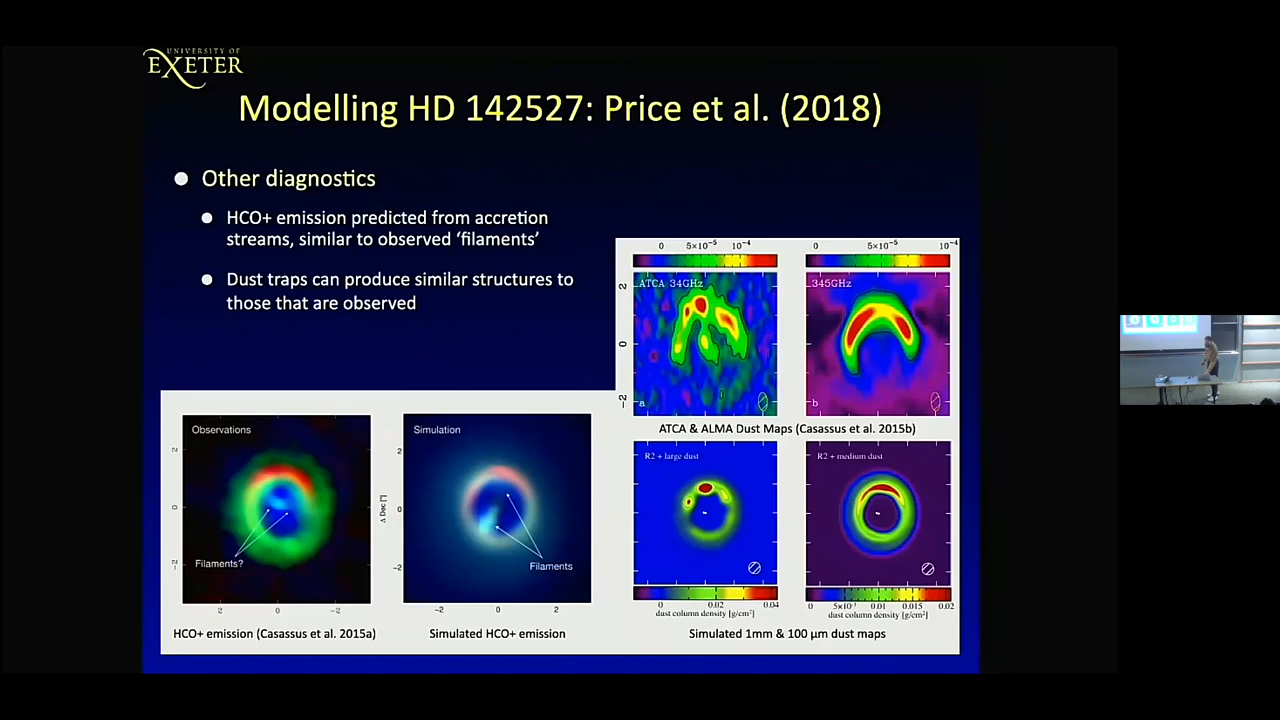 UNIVERSITY OF
EXETER
Modelling HD 142527: Price et al. (2018)
Other diagnostics
HCO+ emission predicted from accretion
streams, similar to observed ‘filaments’
Dust traps can produce similar structures to
those that are observed
0 5×10⁻⁵ 10⁻⁴
0 5×10⁻⁵ 10⁻⁴
ATCA 34GHz
345GHz
2
0
−2
a
b
ATCA & ALMA Dust Maps (Casassus et al. 2015b)
Observations
Simulation
2
0
−2
Filaments?
2 0 −2
Δ Dec ["]
2
0
−2
Filaments
−2 0 2
R2 + large dust
R2 + medium dust
0 0.02 0.04
dust column density [g/cm²]
0 0.01 0.015 0.02
dust column density [g/cm²]
HCO+ emission (Casassus et al. 2015a)
Simulated HCO+ emission
Simulated 1mm & 100 μm dust maps